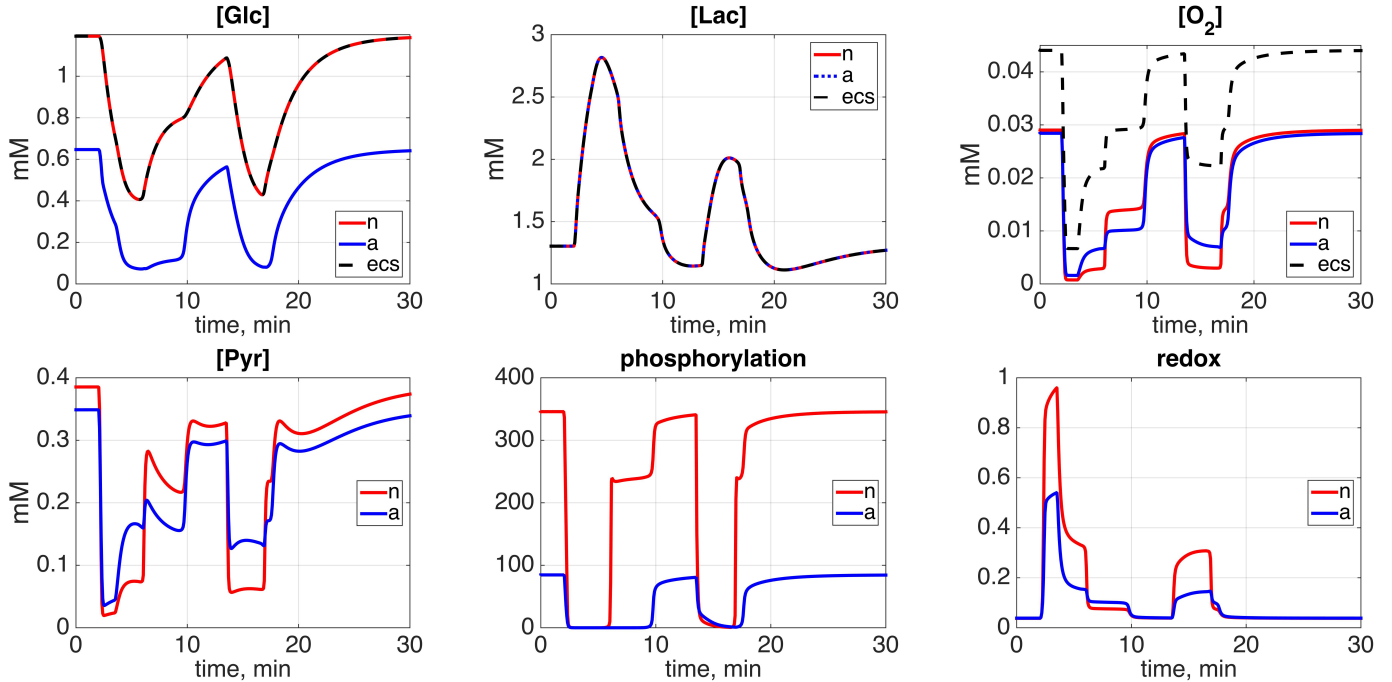 [Glc]
mM
1
0.8
0.6
0.4
0.2
0
0 10 20 30
time, min
n
a
ecs
[Lac]
mM
3
2.5
2
1.5
1
0 10 20 30
time, min
n
a
ecs
[O2]
mM
0.04
0.03
0.02
0.01
0
0 10 20 30
time, min
n
a
ecs
[Pyr]
mM
0.4
0.3
0.2
0.1
0
0 10 20 30
time, min
n
a
phosphorylation
400
300
200
100
0
0 10 20 30
time, min
n
a
redox
1
0.8
0.6
0.4
0.2
0
0 10 20 30
time, min
n
a